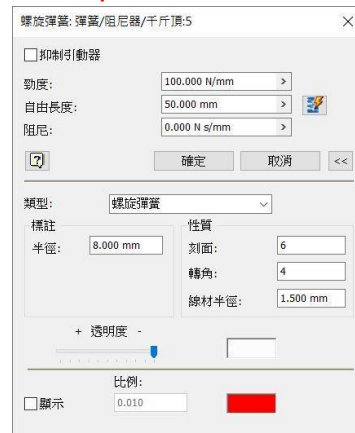 螺旋彈簧: 彈簧/阻尼器/千斤頂:5
抑制引動器
勁度: 100.000 N/mm >
自由長度: 50.000 mm >
阻尼: 0.000 N s/mm >
? 確定 取消 <<
類型: 螺旋彈簧
標註 性質
半徑: 8.000 mm 刻面: 6
轉角: 4
線材半徑: 1.500 mm
+ 透明度 -
比例:
顯示 0.010